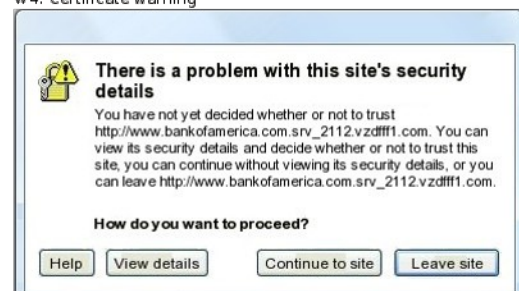 W4. Certificate warning
There is a problem with this site's security
details
You have not yet decided whether or not to trust
http://www.bankofamerica.com.srv_2112.vzdfff1.com. You can
view its security details and decide whether or not to trust this
site, you can continue without viewing its security details, or you
can leave http://www.bankofamerica.com.srv_2112.vzdfff1.com.
How do you want to proceed?
Help View details Continue to site Leave site